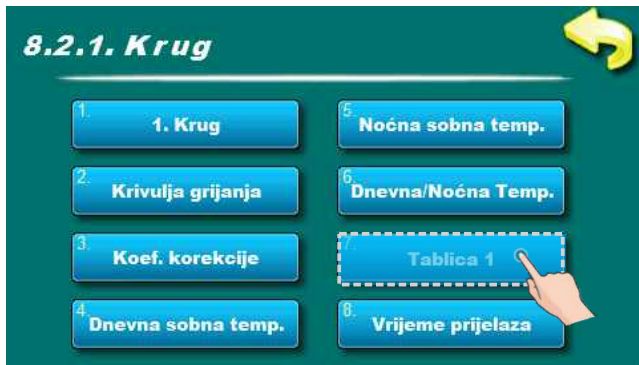 8.2.1. Krug
1.
1. Krug
2.
Krivulja grijanja
3.
Koef. korekcije
4.
Dnevna sobna temp.
5.
Noćna sobna temp.
6.
Dnevna/Noćna Temp.
7.
Tablica 1
8.
Vrijeme prijelaza